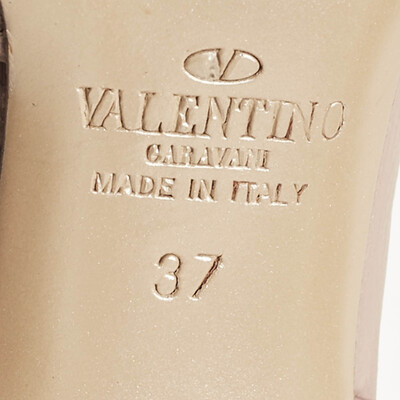 V
VALENTINO
GARAVANI
MADE IN ITALY
37